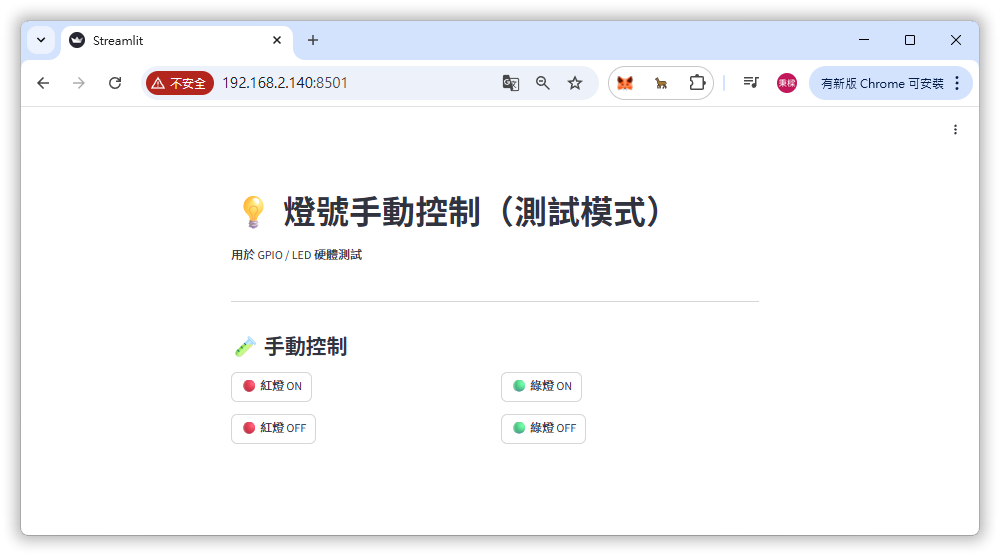 Streamlit
不安全 192.168.2.140:8501 秉樑 有新版 Chrome 可安裝
💡 燈號手動控制（測試模式）
用於 GPIO / LED 硬體測試
🧪 手動控制
🔴 紅燈 ON
🟢 綠燈 ON
🔴 紅燈 OFF
🟢 綠燈 OFF